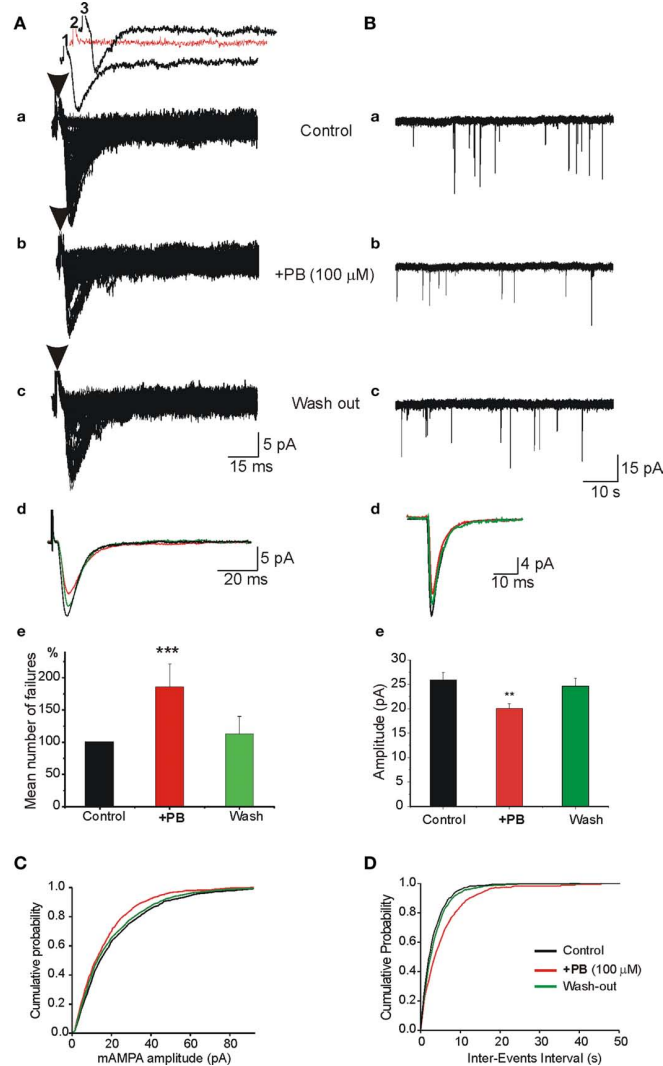 A
B
1
2
3
a
Control
a
b
+PB (100 μM)
b
c
Wash out
c
5 pA
15 ms
15 pA
10 s
d
5 pA
20 ms
d
4 pA
10 ms
e
%
***
Mean number of failures
200
150
100
50
0
Control
+PB
Wash
e
**
Amplitude (pA)
30
25
20
15
10
5
0
Control
+PB
Wash
C
Cumulative probability
1.0
0.8
0.6
0.4
0.2
0.0
0 20 40 60 80
mAMPA amplitude (pA)
D
Cumulative Probability
1.0
0.8
0.6
0.4
0.2
0.0
Control
+PB (100 μM)
Wash-out
0 10 20 30 40 50
Inter-Events Interval (s)